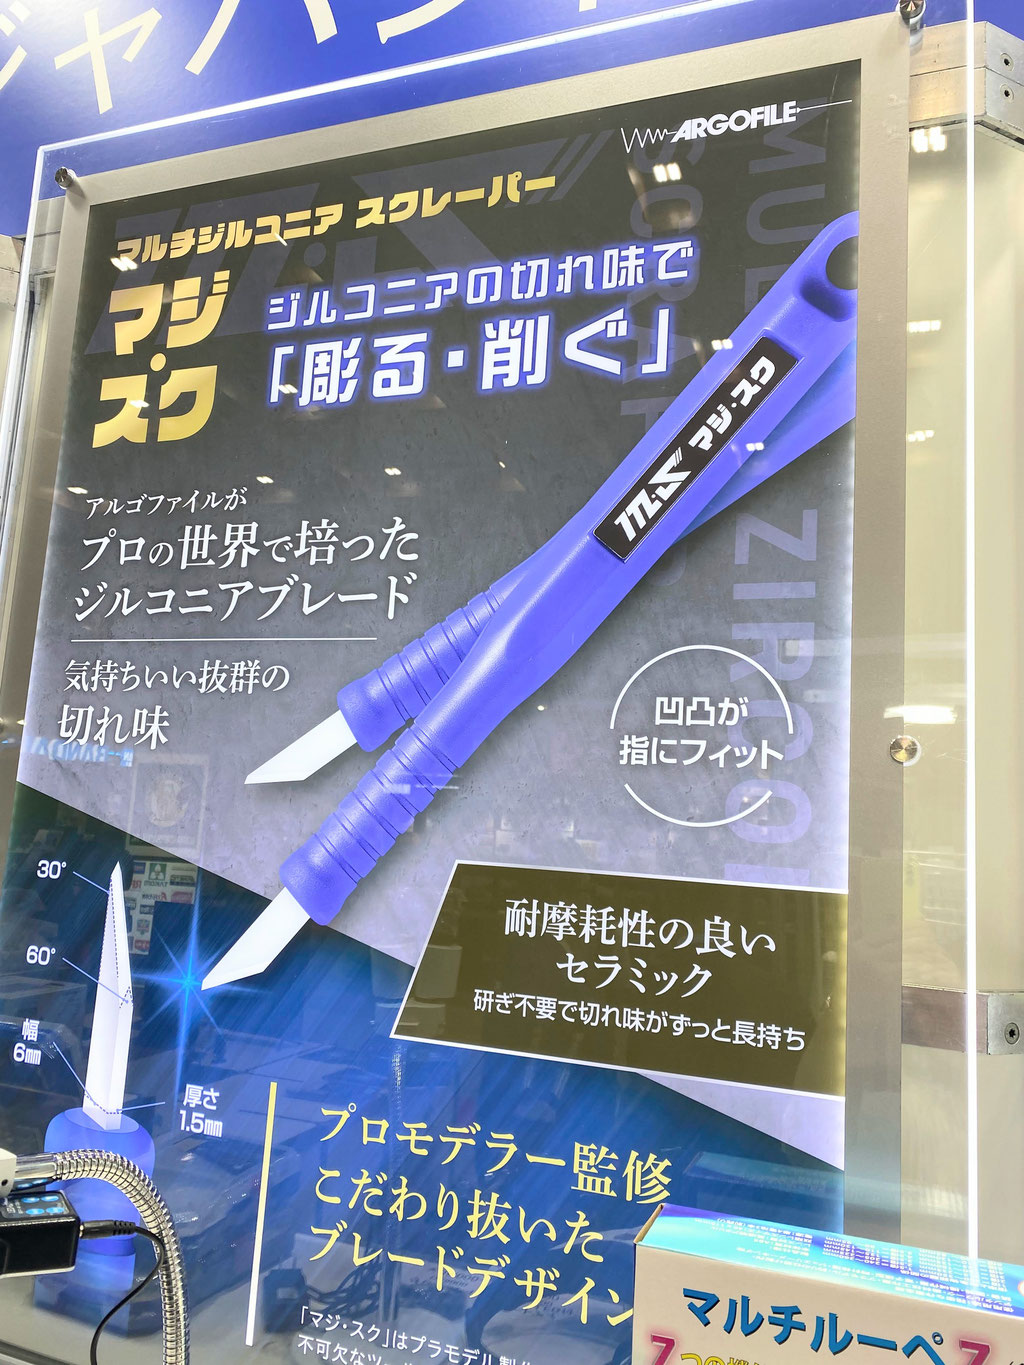 ジャパン
ARGOFILE
マルチジルコニア スクレーパー
マジ・スク
ジルコニアの切れ味で
「彫る・削ぐ」
m.s マジ・スク
アルゴファイルが
プロの世界で培った
ジルコニアブレード
気持ちいい抜群の
切れ味
凹凸が
指にフィット
30°
60°
幅
6mm
厚さ
1.5mm
耐摩耗性の良い
セラミック
研ぎ不要で切れ味がずっと長持ち
プロモデラー監修
こだわり抜いた
ブレードデザイン
「マジ・スク」はプラモデル製作
不可欠な
マルチルーペ